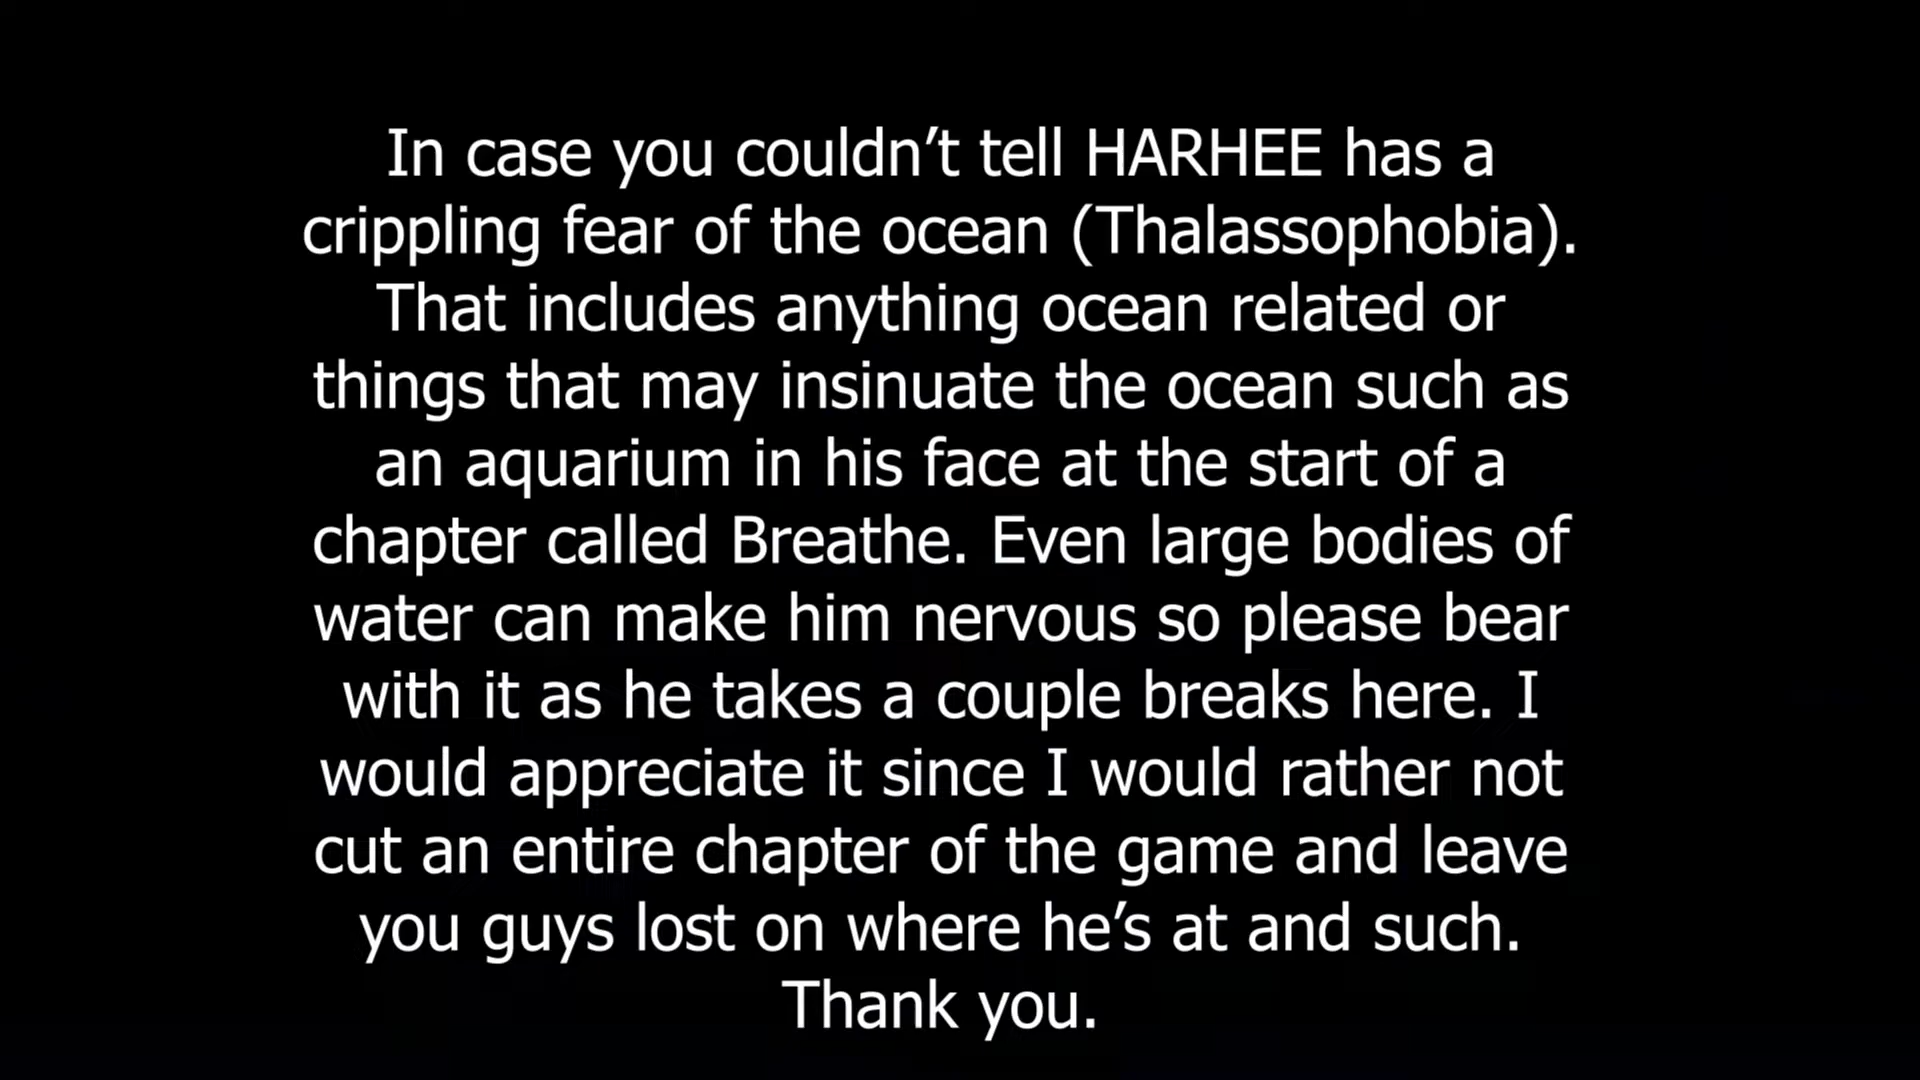 In case you couldn’t tell HARHEE has a
crippling fear of the ocean (Thalassophobia).
That includes anything ocean related or
things that may insinuate the ocean such as
an aquarium in his face at the start of a
chapter called Breathe. Even large bodies of
water can make him nervous so please bear
with it as he takes a couple breaks here. I
would appreciate it since I would rather not
cut an entire chapter of the game and leave
you guys lost on where he’s at and such.
Thank you.